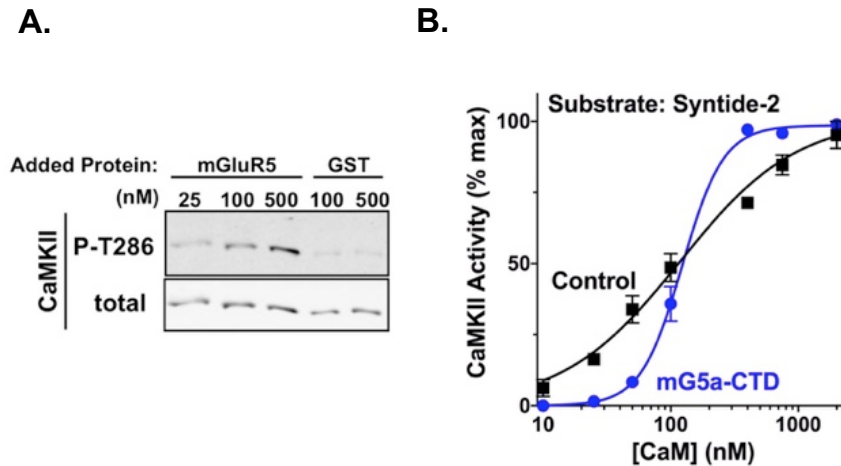 A.
B.
Added Protein: mGluR5 GST
(nM) 25 100 500 100 500
CaMKII
P-T286
total
Substrate: Syntide-2
CaMKII Activity (% max)
100
50
0
Control
mG5a-CTD
10 100 1000
[CaM] (nM)